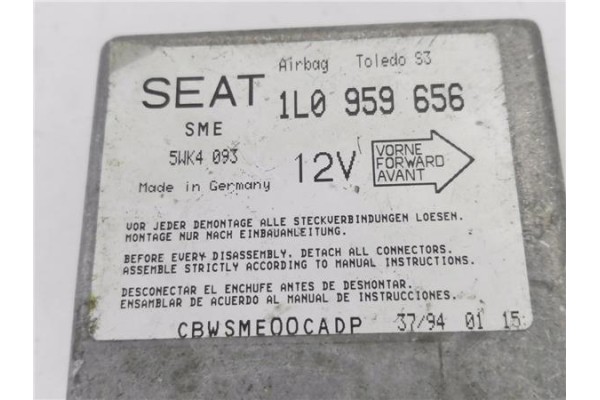 Airbag Toledo S3
SEAT 1L0 959 656
SME
5WK4 093 12V
VORNE
FORWARD
AVANT
Made in Germany
VOR JEDER DEMONTAGE ALLE STECKVERBINDUNGEN LOESEN.
MONTAGE NUR NACH EINBAUANLEITUNG.
BEFORE EVERY DISASSEMBLY, DETACH ALL CONNECTORS.
ASSEMBLE STRICTLY ACCORDING TO MANUAL INSTRUCTIONS.
DESCONECTAR EL ENCHUFE ANTES DE DESMONTAR.
ENSAMBLAR DE ACUERDO AL MANUAL DE INSTRUCCIONES.
CBWSME00CADP 37/94 01 15